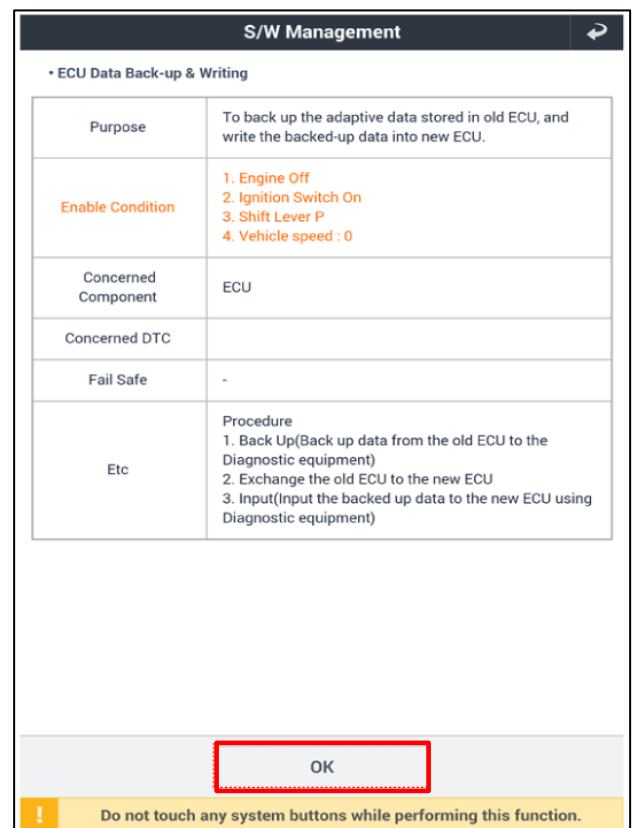 S/W Management
• ECU Data Back-up & Writing
Purpose
To back up the adaptive data stored in old ECU, and
write the backed-up data into new ECU.
Enable Condition
1. Engine Off
2. Ignition Switch On
3. Shift Lever P
4. Vehicle speed : 0
Concerned
Component
ECU
Concerned DTC
Fail Safe
-
Etc
Procedure
1. Back Up(Back up data from the old ECU to the
Diagnostic equipment)
2. Exchange the old ECU to the new ECU
3. Input(Input the backed up data to the new ECU using
Diagnostic equipment)
OK
! Do not touch any system buttons while performing this function.